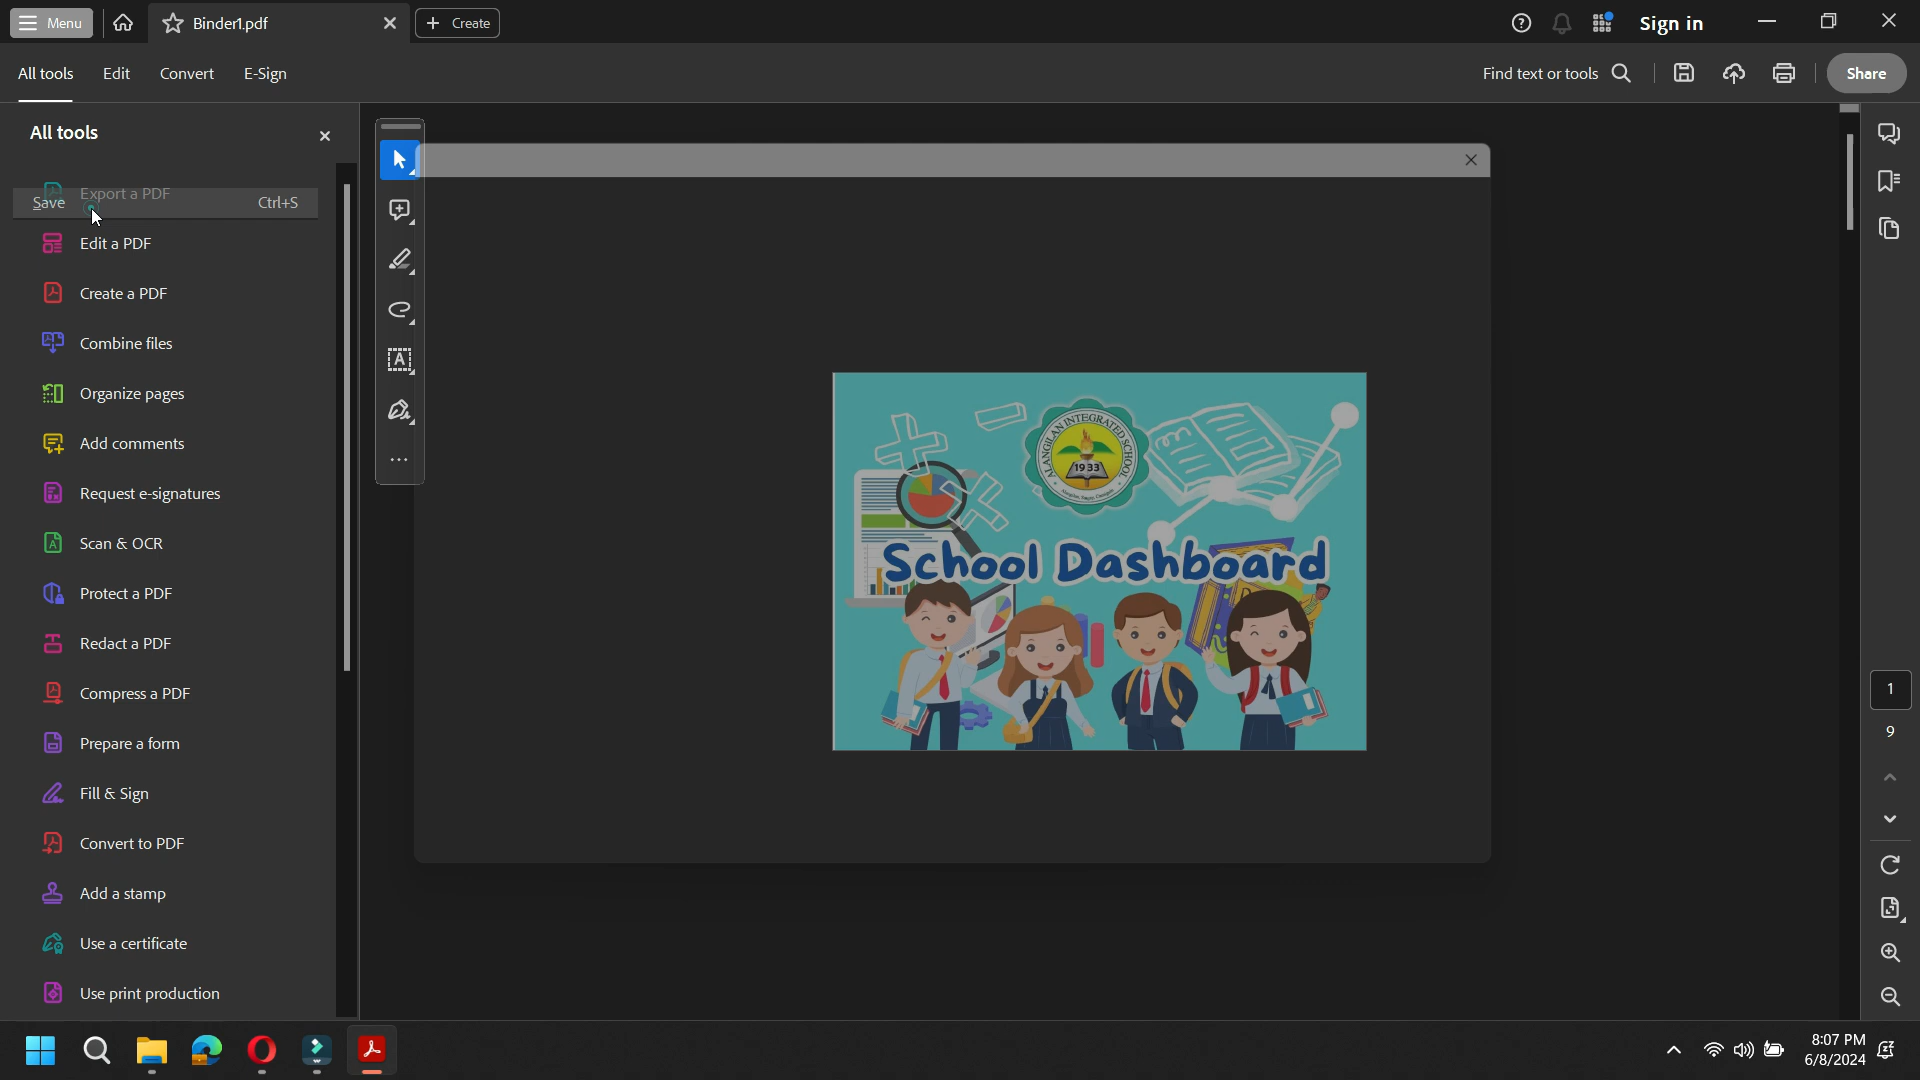 Menu
Binder1.pdf
Create
Sign in
All tools
Edit
Convert
E-Sign
Find text or tools
Share
All tools
Export a PDF
Save
Ctrl+S
Edit a PDF
Create a PDF
Combine files
Organize pages
Add comments
Request e-signatures
Scan & OCR
Protect a PDF
Redact a PDF
Compress a PDF
Prepare a form
Fill & Sign
Convert to PDF
Add a stamp
Use a certificate
Use print production
ALANGILAN INTEGRATED SCHOOL
1933
School Dashboard
1
9
8:07 PM
6/8/2024